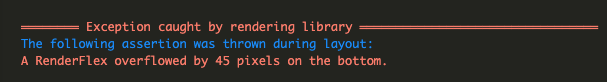 ════════ Exception caught by rendering library ═════════════════════════════════
The following assertion was thrown during layout:
A RenderFlex overflowed by 45 pixels on the bottom.